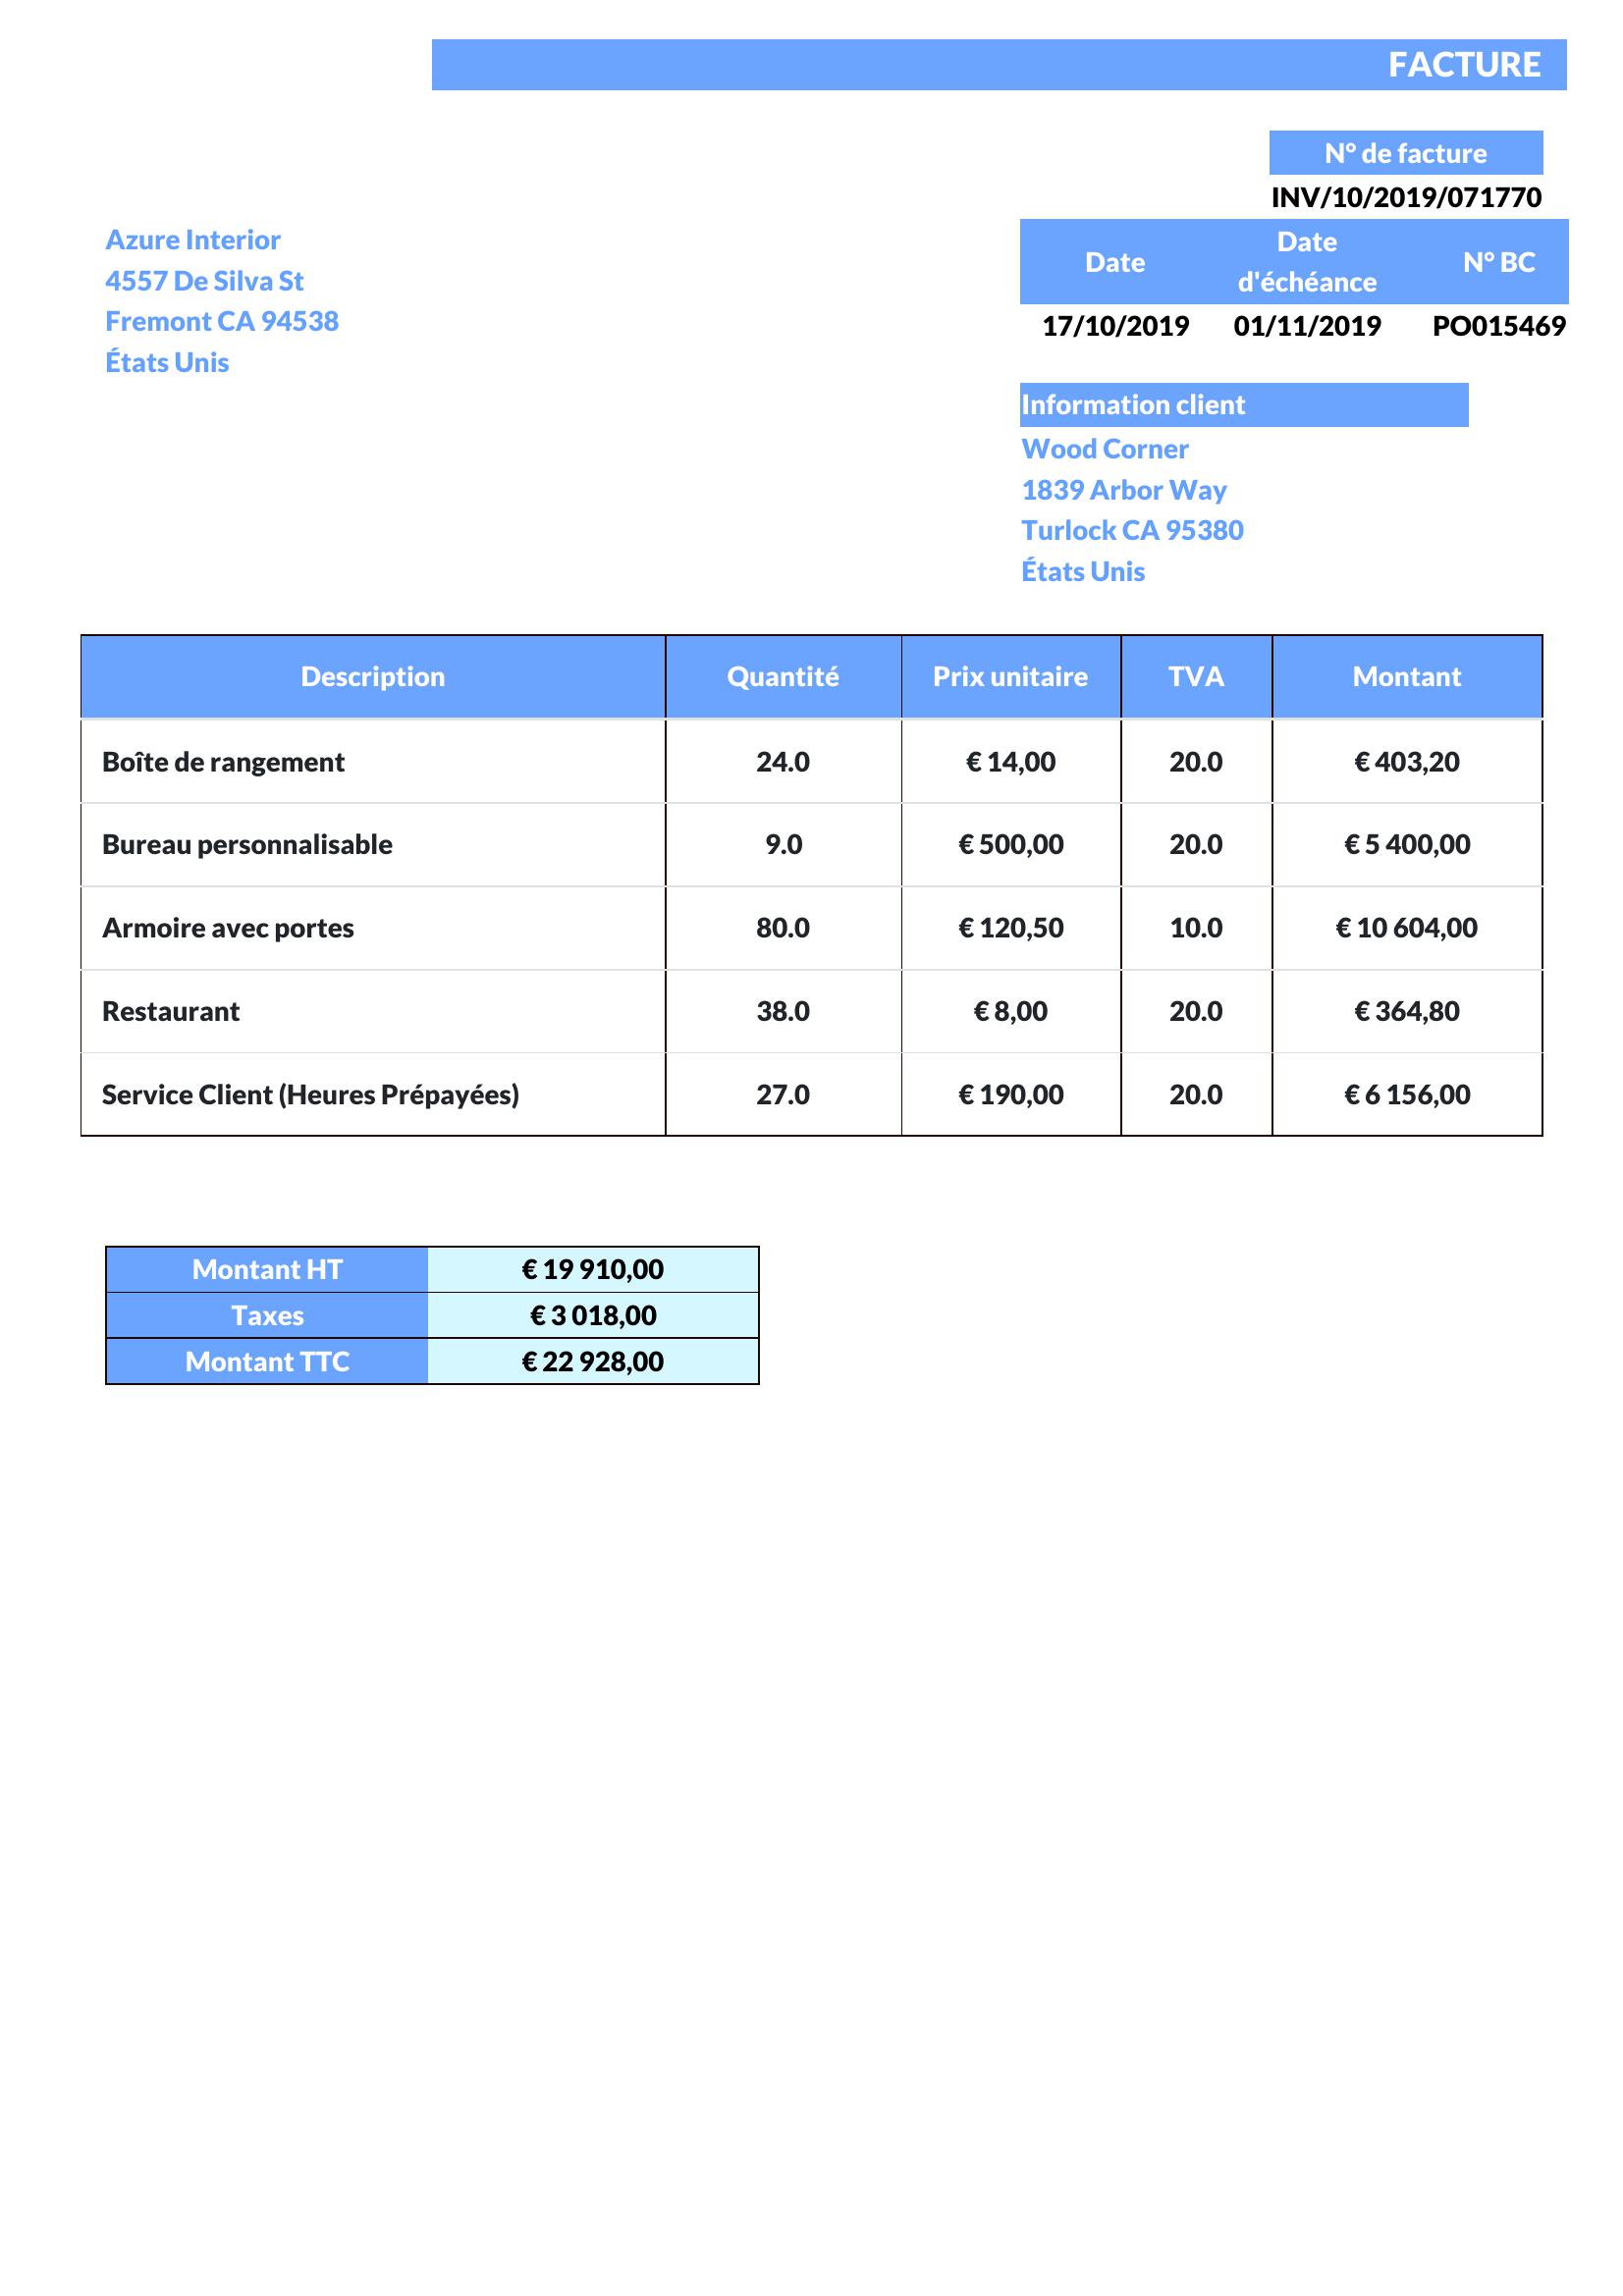 FACTURE
N° de facture
INV/10/2019/071770
Azure Interior
4557 De Silva St
Fremont CA 94538
États Unis
Date Date d'échéance N° BC
17/10/2019 01/11/2019 PO015469
Information client
Wood Corner
1839 Arbor Way
Turlock CA 95380
États Unis
Description Quantité Prix unitaire TVA Montant
Boîte de rangement 24.0 € 14,00 20.0 € 403,20
Bureau personnalisable 9.0 € 500,00 20.0 € 5 400,00
Armoire avec portes 80.0 € 120,50 10.0 € 10 604,00
Restaurant 38.0 € 8,00 20.0 € 364,80
Service Client (Heures Prépayées) 27.0 € 190,00 20.0 € 6 156,00
Montant HT € 19 910,00
Taxes € 3 018,00
Montant TTC € 22 928,00